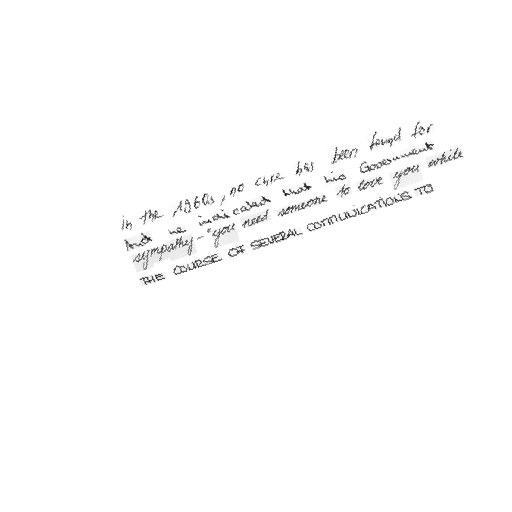 in the 1960s, no cure has been found for
And he indicated that his Government
sympathy - "you need someone to love you while
THE COURSE OF SEVERAL COMMUNICATIONS TO